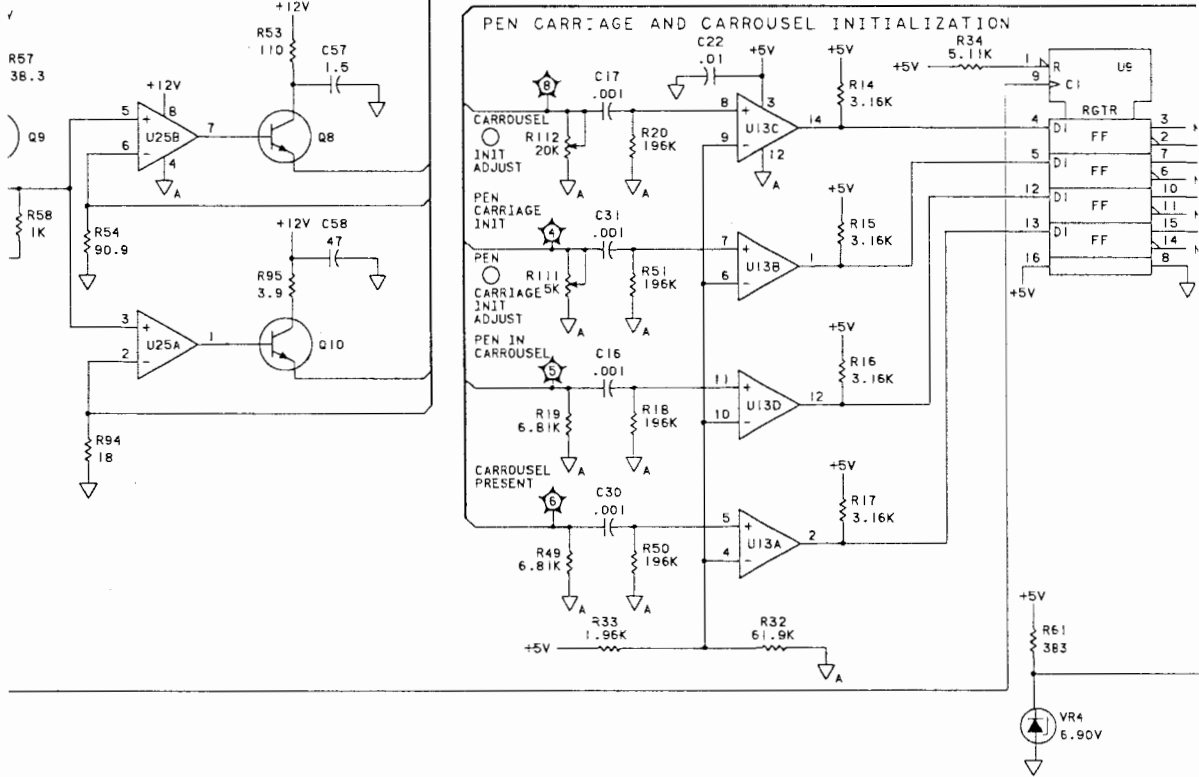 PEN CARRIAGE AND CARROUSEL INITIALIZATION
+12V
R53
110
C57
1.5
R57
38.3
+12V
5
+
8
U25B
7
6
-
4
A
Q9
Q8
R58
1K
R54
90.9
+12V
C58
47
R95
3.9
3
+
U25A
1
2
-
Q10
R94
18
8
CARROUSEL
INIT
ADJUST
R112
20K
A
C17
.001
R20
196K
A
C22
.01
+5V
8
+
3
U13C
14
9
-
12
A
+5V
R14
3.16K
PEN
CARRIAGE
INIT
4
PEN
CARRIAGE
INIT
ADJUST
R111
5K
A
C31
.001
R51
196K
A
7
+
U13B
1
6
-
+5V
R15
3.16K
PEN IN
CARROUSEL
5
C16
.001
R19
6.81K
A
R18
196K
A
11
+
U13D
12
10
-
+5V
R16
3.16K
CARROUSEL
PRESENT
6
C30
.001
R49
6.81K
A
R50
196K
A
5
+
U13A
2
4
-
+5V
R17
3.16K
+5V
R33
1.96K
R32
61.9K
A
+5V
R34
5.11K
1
R
U9
9
C1
RGTR
4
D1
FF
3
2
5
D1
FF
7
6
12
D1
FF
10
11
13
D1
FF
15
14
16
8
+5V
+5V
R61
383
VR4
6.90V